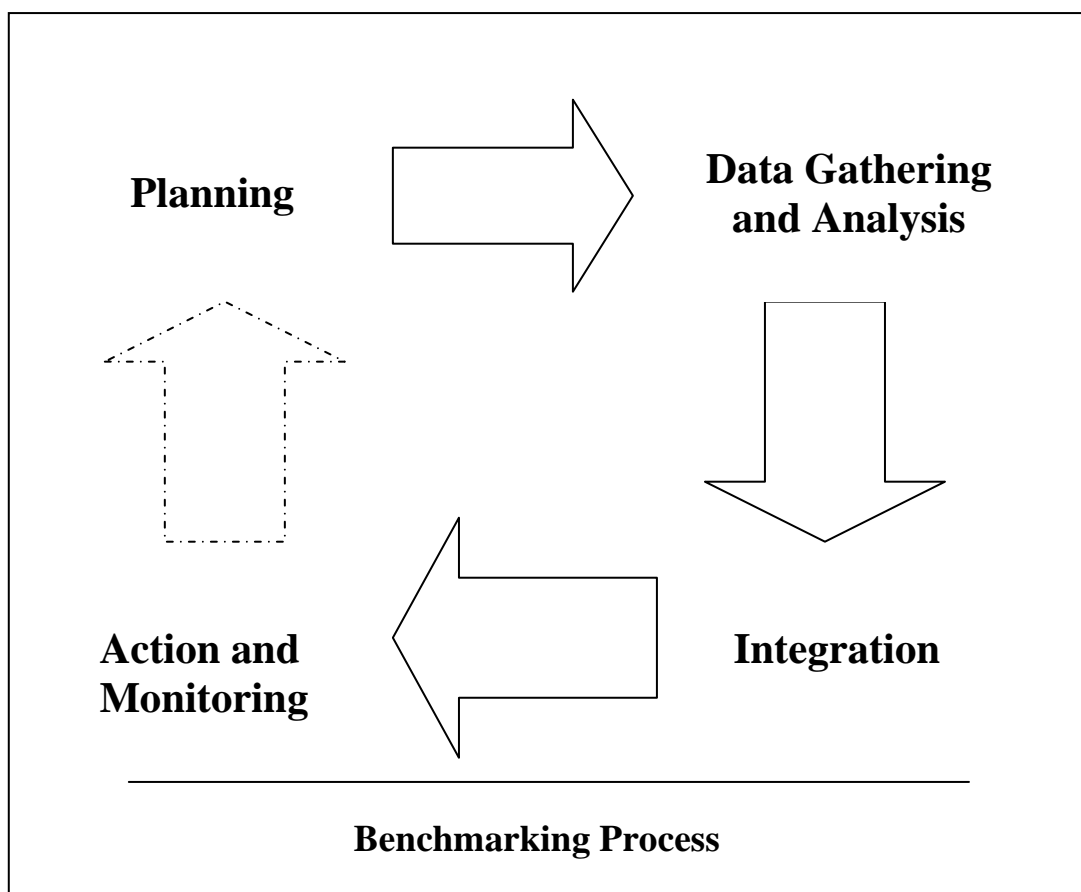 Planning
Data Gathering
and Analysis
Action and
Monitoring
Integration
Benchmarking Process